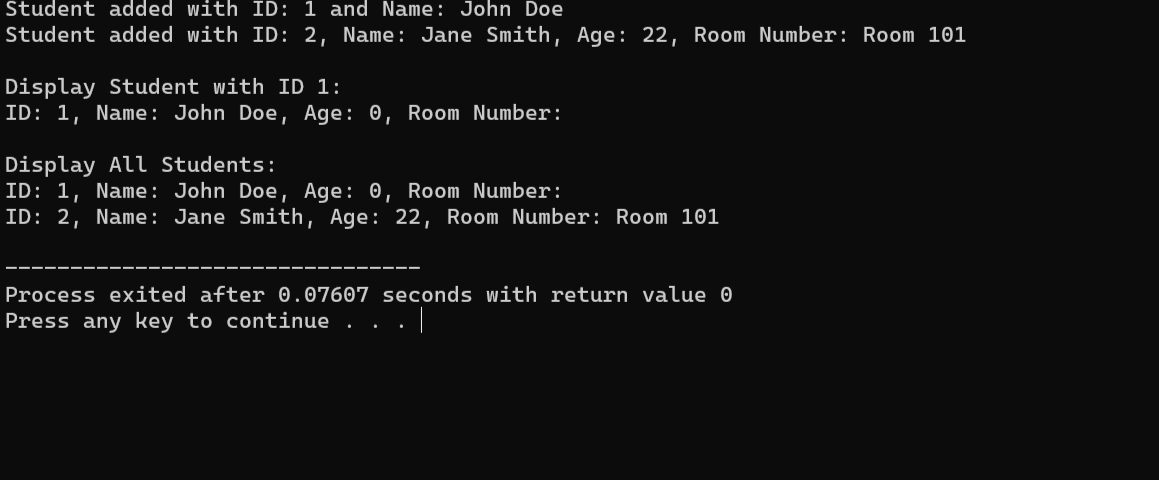 Student added with ID: 1 and Name: John Doe
Student added with ID: 2, Name: Jane Smith, Age: 22, Room Number: Room 101
Display Student with ID 1:
ID: 1, Name: John Doe, Age: 0, Room Number:
Display All Students:
ID: 1, Name: John Doe, Age: 0, Room Number:
ID: 2, Name: Jane Smith, Age: 22, Room Number: Room 101
--------------------------------
Process exited after 0.07607 seconds with return value 0
Press any key to continue . . .